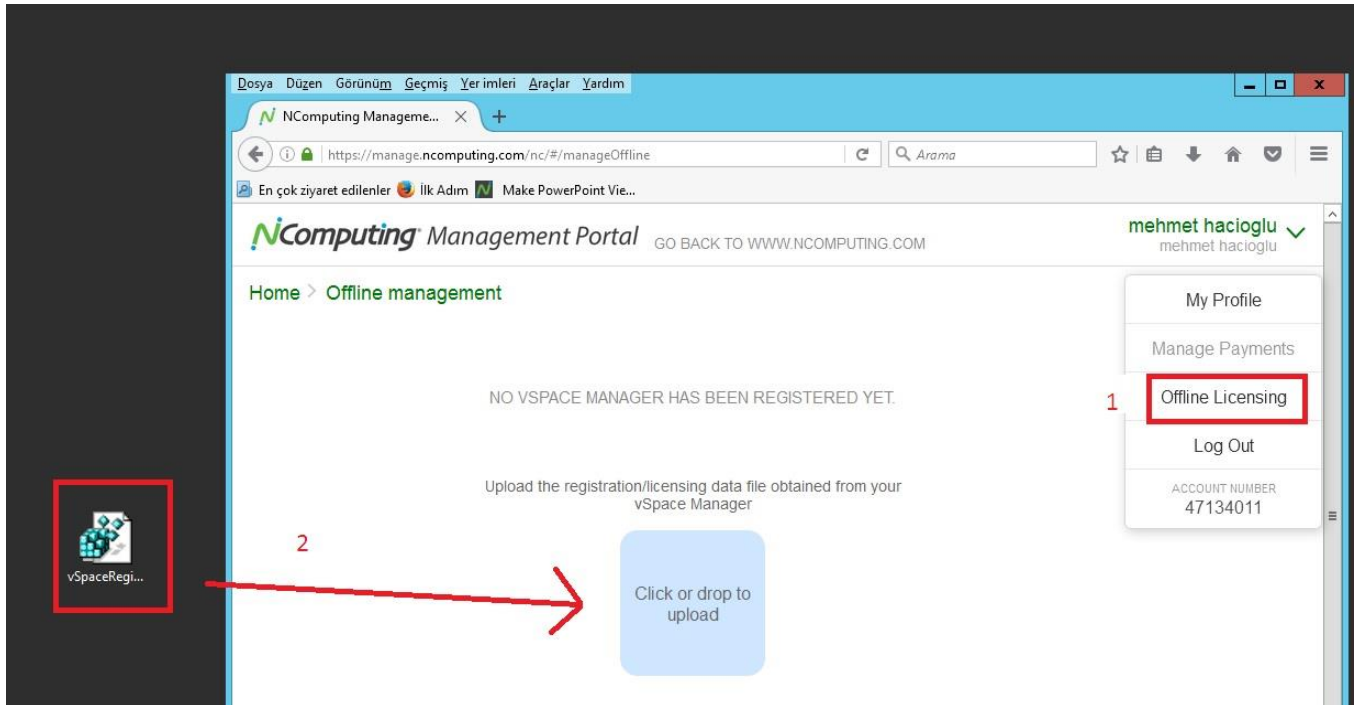 Dosya Düzen Görünüm Geçmiş Yer imleri Araçlar Yardım
NComputing Manageme...
https://manage.ncomputing.com/nc/#/manageOffline
Arama
En çok ziyaret edilenler İlk Adım Make PowerPoint Vie...
NComputing Management Portal GO BACK TO WWW.NCOMPUTING.COM
mehmet hacioglu
mehmet hacioglu
Home > Offline management
My Profile
Manage Payments
1 Offline Licensing
Log Out
ACCOUNT NUMBER
47134011
NO VSPACE MANAGER HAS BEEN REGISTERED YET.
Upload the registration/licensing data file obtained from your
vSpace Manager
2
vSpaceRegi...
Click or drop to
upload